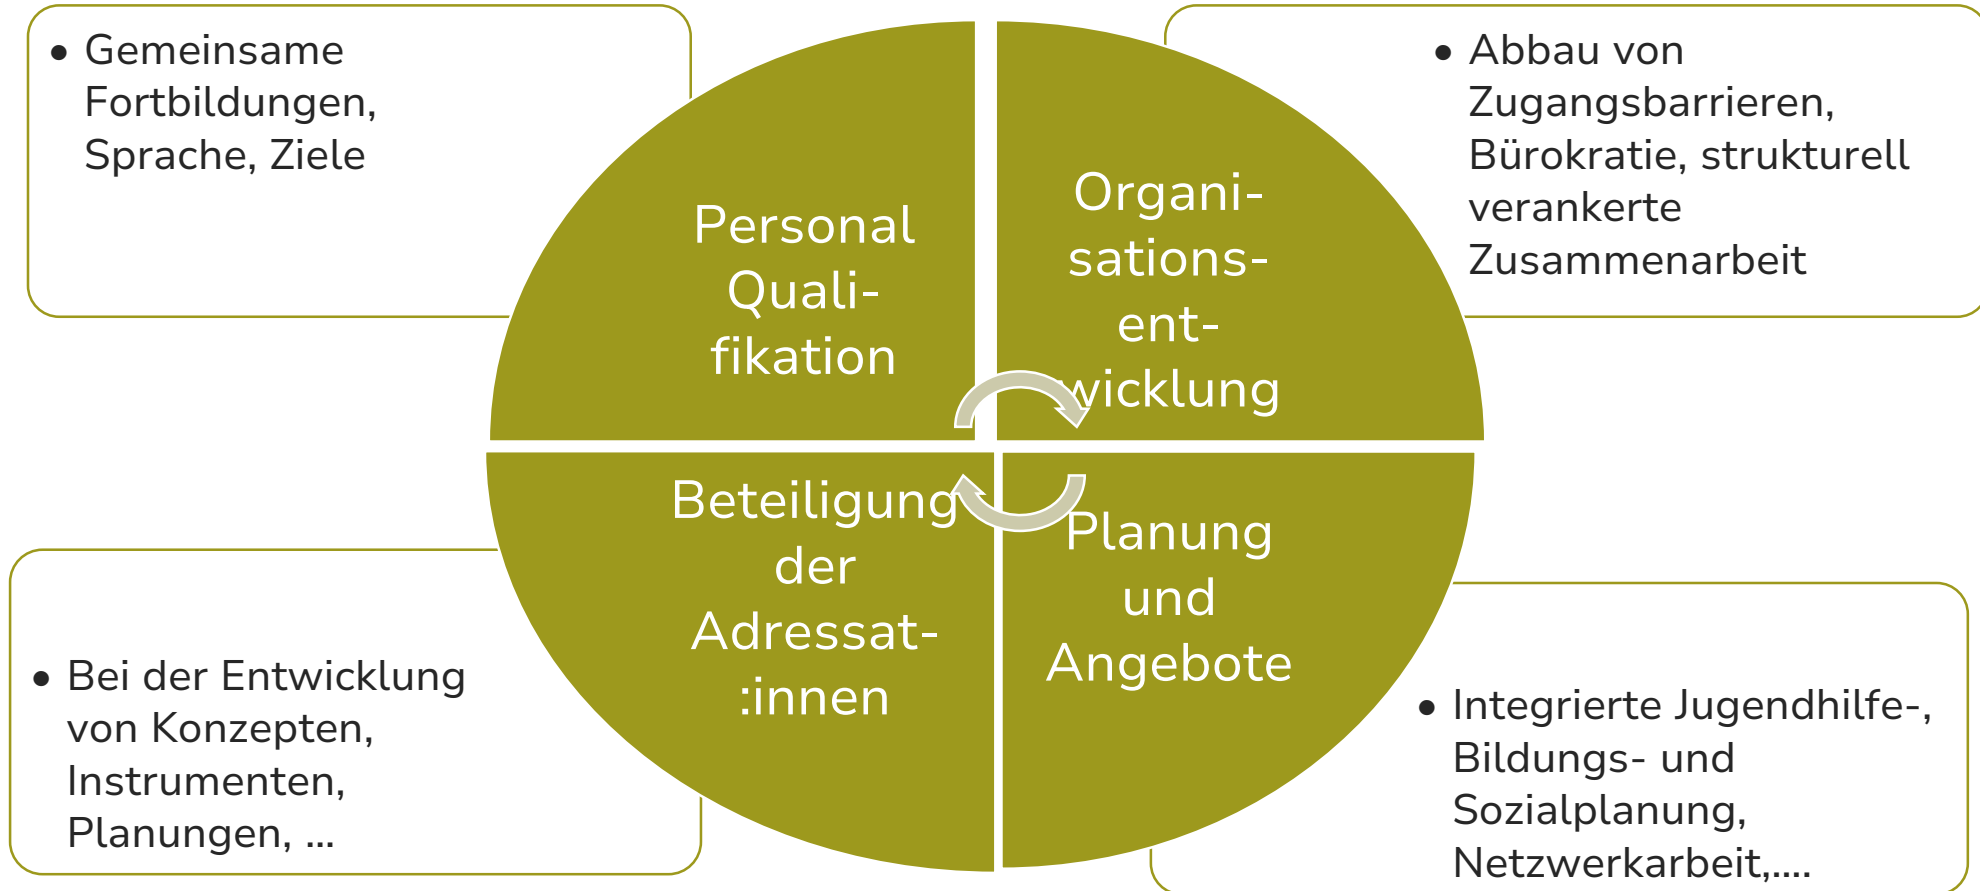 • Gemeinsame
Fortbildungen,
Sprache, Ziele
Personal
Quali-
fikation
Organi-
sations-
ent-
wicklung
• Abbau von
Zugangsbarrieren,
Bürokratie, strukturell
verankerte
Zusammenarbeit
• Bei der Entwicklung
von Konzepten,
Instrumenten,
Planungen, ...
Beteiligung
der
Adressat-
:innen
Planung
und
Angebote
• Integrierte Jugendhilfe-,
Bildungs- und
Sozialplanung,
Netzwerkarbeit,....